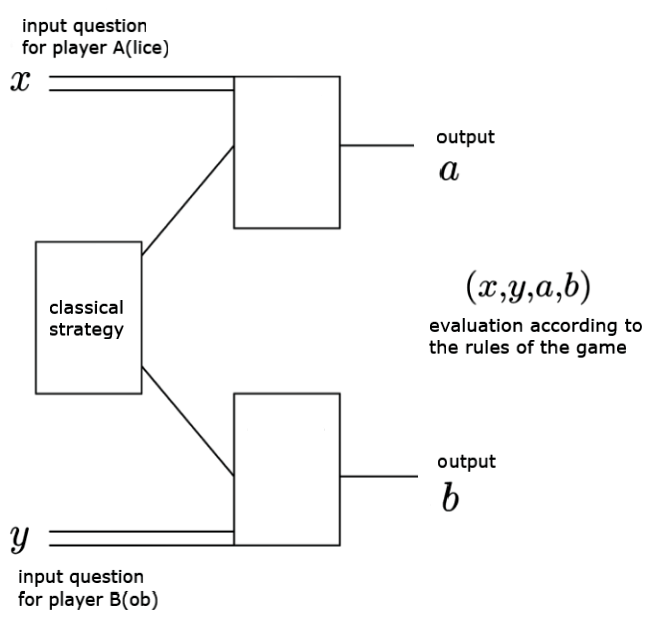 input question
for player A(lice)
x
output
a
classical
strategy
(x,y,a,b)
evaluation according to
the rules of the game
output
b
y
input question
for player B(ob)